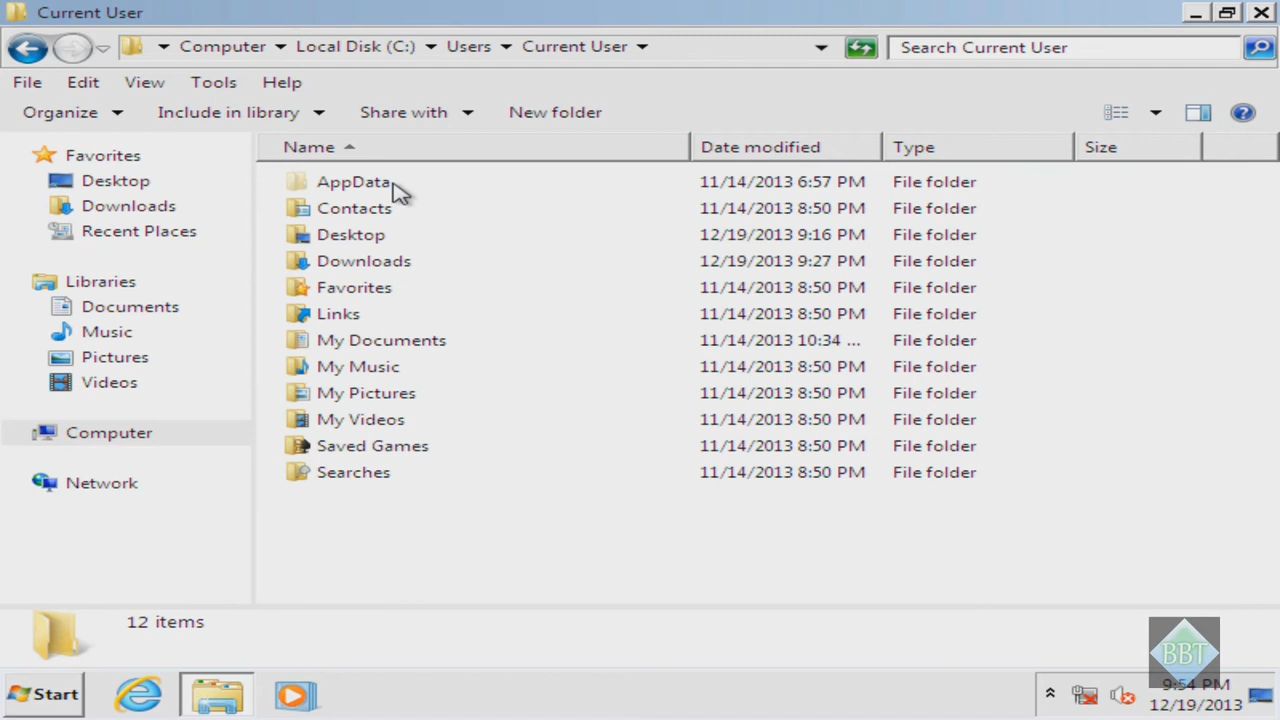 Current User
Computer Local Disk (C:) Users Current User
Search Current User
File Edit View Tools Help
Organize Include in library Share with New folder
Name Date modified Type Size
Favorites
Desktop
Downloads
Recent Places
Libraries
Documents
Music
Pictures
Videos
Computer
Network
AppData 11/14/2013 6:57 PM File folder
Contacts 11/14/2013 8:50 PM File folder
Desktop 12/19/2013 9:16 PM File folder
Downloads 12/19/2013 9:27 PM File folder
Favorites 11/14/2013 8:50 PM File folder
Links 11/14/2013 8:50 PM File folder
My Documents 11/14/2013 10:34 ... File folder
My Music 11/14/2013 8:50 PM File folder
My Pictures 11/14/2013 8:50 PM File folder
My Videos 11/14/2013 8:50 PM File folder
Saved Games 11/14/2013 8:50 PM File folder
Searches 11/14/2013 8:50 PM File folder
12 items
BBT
Start
9:54 PM
12/19/2013